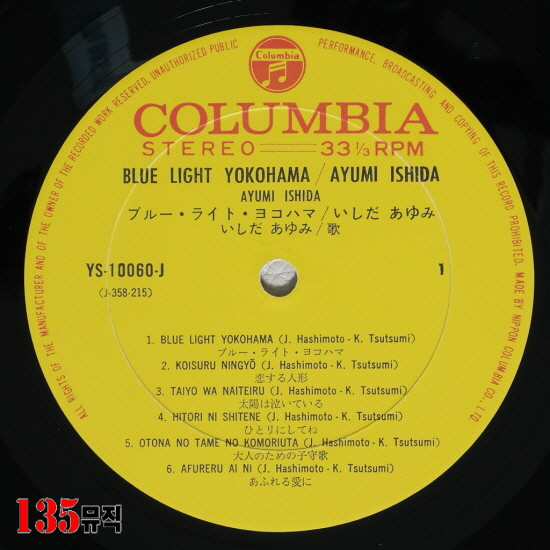 ALL RIGHTS OF THE MANUFACTURER AND OF THE OWNER OF THE RECORDED WORK RESERVED. UNAUTHORIZED PUBLIC PERFORMANCE, BROADCASTING AND COPYING OF THIS RECORD PROHIBITED. MADE BY NIPPON COLUMBIA CO., LTD.
Columbia
COLUMBIA
STEREO 33 1/3 RPM
BLUE LIGHT YOKOHAMA / AYUMI ISHIDA
AYUMI ISHIDA
ブルー・ライト・ヨコハマ/いしだ あゆみ
いしだ あゆみ/歌
YS-10060-J 1
(J-358-215)
1. BLUE LIGHT YOKOHAMA (J. Hashimoto - K. Tsutsumi)
ブルー・ライト・ヨコハマ
2. KOISURU NINGYŌ (J. Hashimoto - K. Tsutsumi)
恋する人形
3. TAIYO WA NAITEIRU (J. Hashimoto - K. Tsutsumi)
太陽は泣いている
4. HITORI NI SHITENE (J. Hashimoto - K. Tsutsumi)
ひとりにしてね
5. OTONA NO TAME NO KOMORIUTA (J. Hashimoto - K. Tsutsumi)
大人のための子守歌
6. AFURERU AI NI (J. Hashimoto - K. Tsutsumi)
あふれる愛に
135뮤직